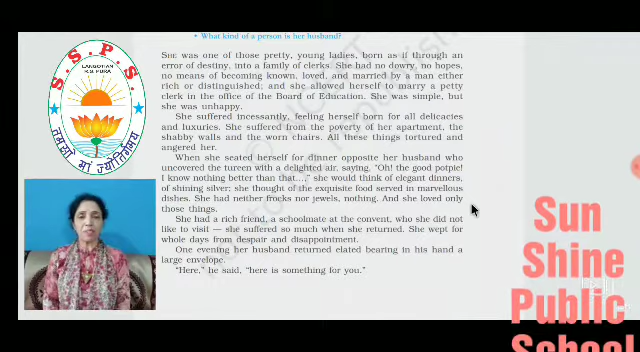 • What kind of a person is her husband?
SHE was one of those pretty, young ladies, born as if through an
error of destiny, into a family of clerks. She had no dowry, no hopes,
no means of becoming known, loved, and married by a man either
rich or distinguished; and she allowed herself to marry a petty
clerk in the office of the Board of Education. She was simple, but
she was unhappy.
She suffered incessantly, feeling herself born for all delicacies
and luxuries. She suffered from the poverty of her apartment, the
shabby walls and the worn chairs. All these things tortured and
angered her.
When she seated herself for dinner opposite her husband who
uncovered the tureen with a delighted air, saying, “Oh! the good potpie!
I know nothing better than that...,” she would think of elegant dinners,
of shining silver; she thought of the exquisite food served in marvellous
dishes. She had neither frocks nor jewels, nothing. And she loved only
those things.
She had a rich friend, a schoolmate at the convent, who she did not
like to visit — she suffered so much when she returned. She wept for
whole days from despair and disappointment.
One evening her husband returned elated bearing in his hand a
large envelope.
“Here,” he said, “here is something for you.”
S. S. P. S.
LANGOTIAN
R.S. PURA
तमसो मां ज्योतिर्गमय
Sun
Shine
Public
School